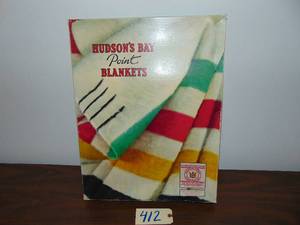 HUDSON'S BAY
Point
BLANKETS
412